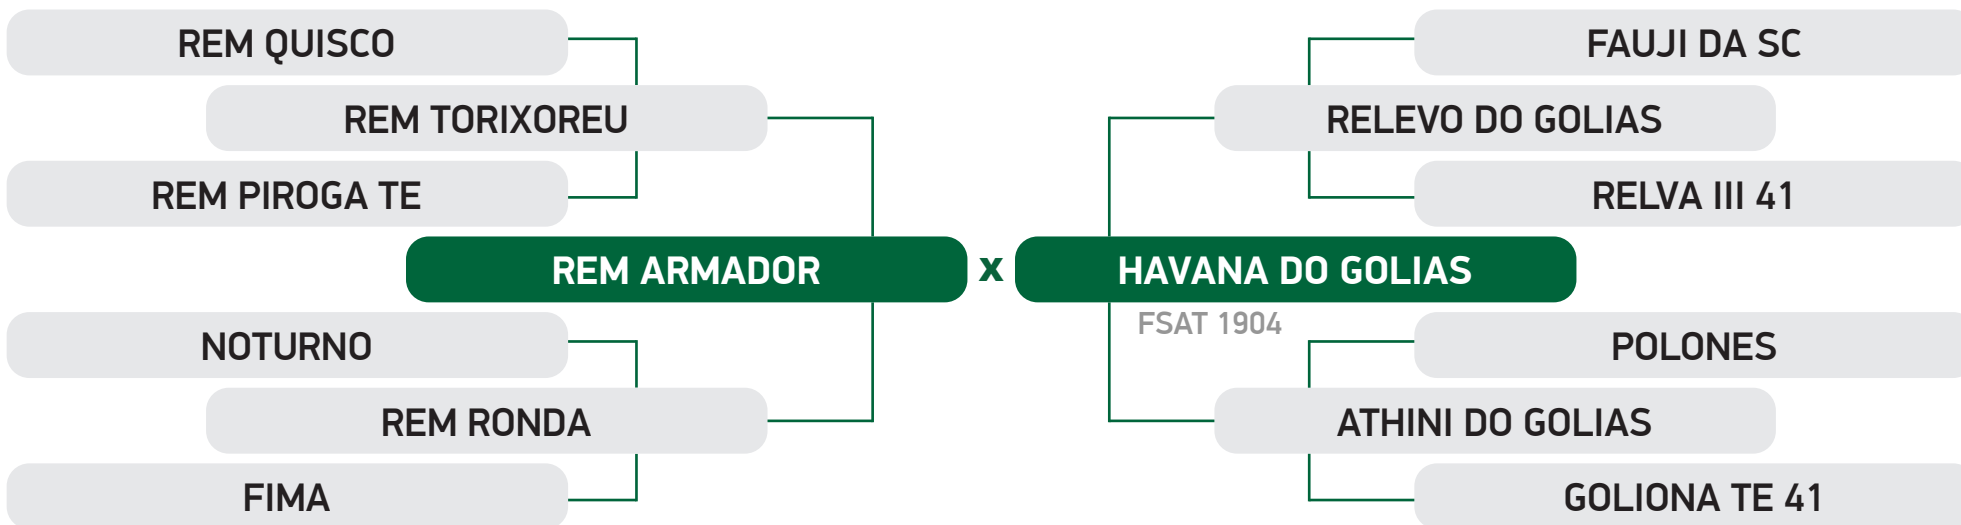 REM QUISCO
FAUJI DA SC
REM TORIXOREU
RELEVO DO GOLIAS
REM PIROGA TE
RELVA III 41
REM ARMADOR x HAVANA DO GOLIAS
FSAT 1904
NOTURNO
POLONES
REM RONDA
ATHINI DO GOLIAS
FIMA
GOLIONA TE 41